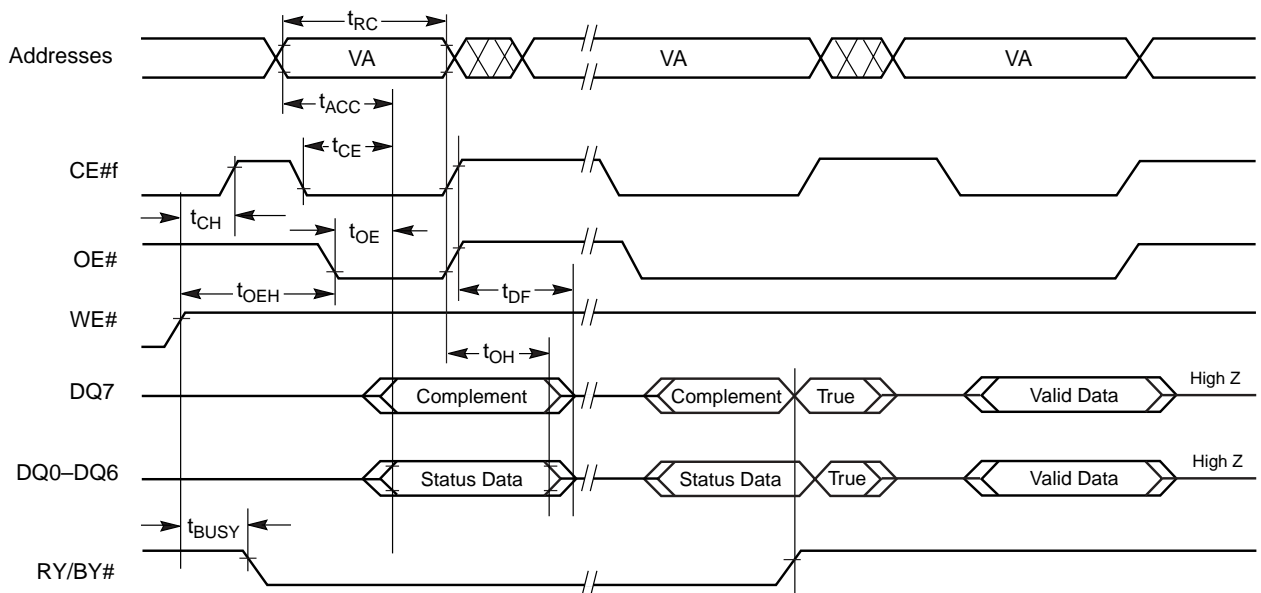 tRC
Addresses VA VA VA
tACC
tCE
CE#f
tCH tOE
OE#
tOEH tDF
WE#
tOH
DQ7 Complement Complement True Valid Data High Z
DQ0–DQ6 Status Data Status Data True Valid Data High Z
tBUSY
RY/BY#